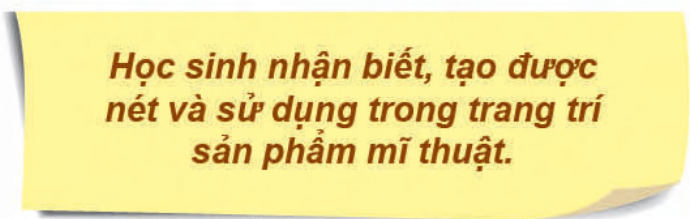 Học sinh nhận biết, tạo được
nét và sử dụng trong trang trí
sản phẩm mĩ thuật.